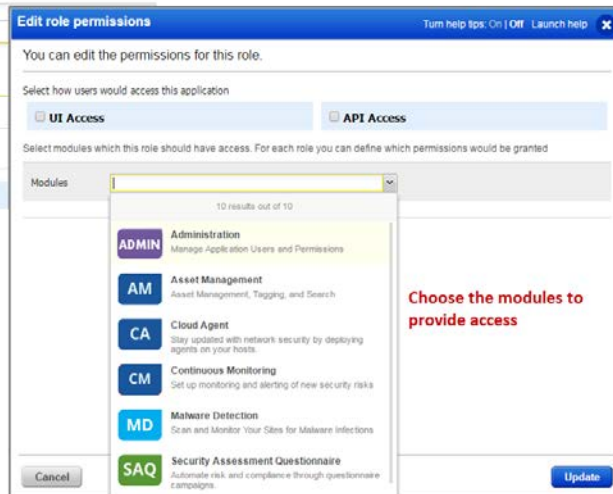 Edit role permissions
Turn help tips: On | Off Launch help
You can edit the permissions for this role.
Select how users would access this application
UI Access
API Access
Select modules which this role should have access. For each role you can define which permissions would be granted
Modules
10 results out of 10
ADMIN
Administration
Manage Application Users and Permissions
AM
Asset Management
Asset Management, Tagging, and Search
CA
Cloud Agent
Stay updated with network security by deploying
agents on your hosts.
CM
Continuous Monitoring
Set up monitoring and alerting of new security risks
MD
Malware Detection
Scan and Monitor Your Sites for Malware Infections
SAQ
Security Assessment Questionnaire
Automate risk and compliance through questionnaire
campaigns.
Choose the modules to
provide access
Cancel
Update